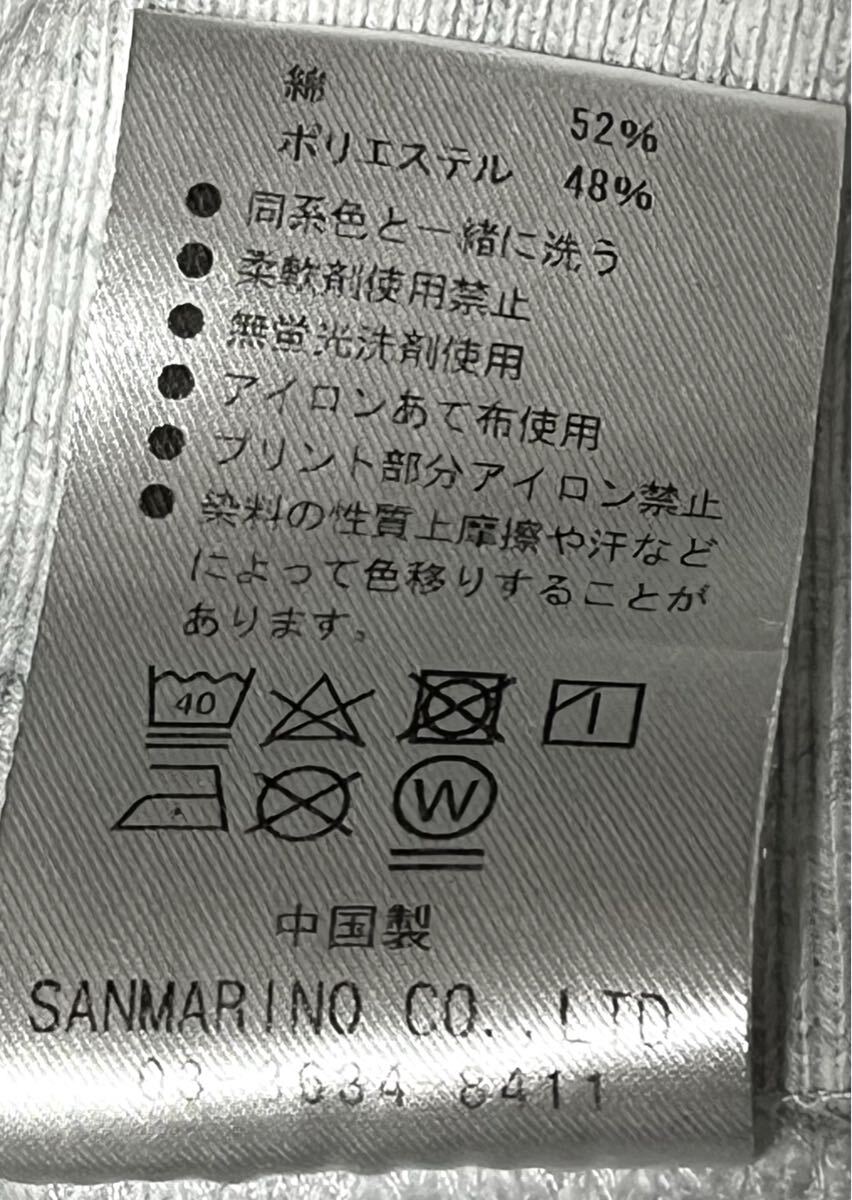 綿 52%
ポリエステル 48%
● 同系色と一緒に洗う
● 柔軟剤使用禁止
● 無蛍光洗剤使用
● アイロンあて布使用
● プリント部分アイロン禁止
● 染料の性質上摩擦や汗など
によって色移りすることが
あります。
40
W
中国製
SANMARINO CO.,LTD
03-3634-8411